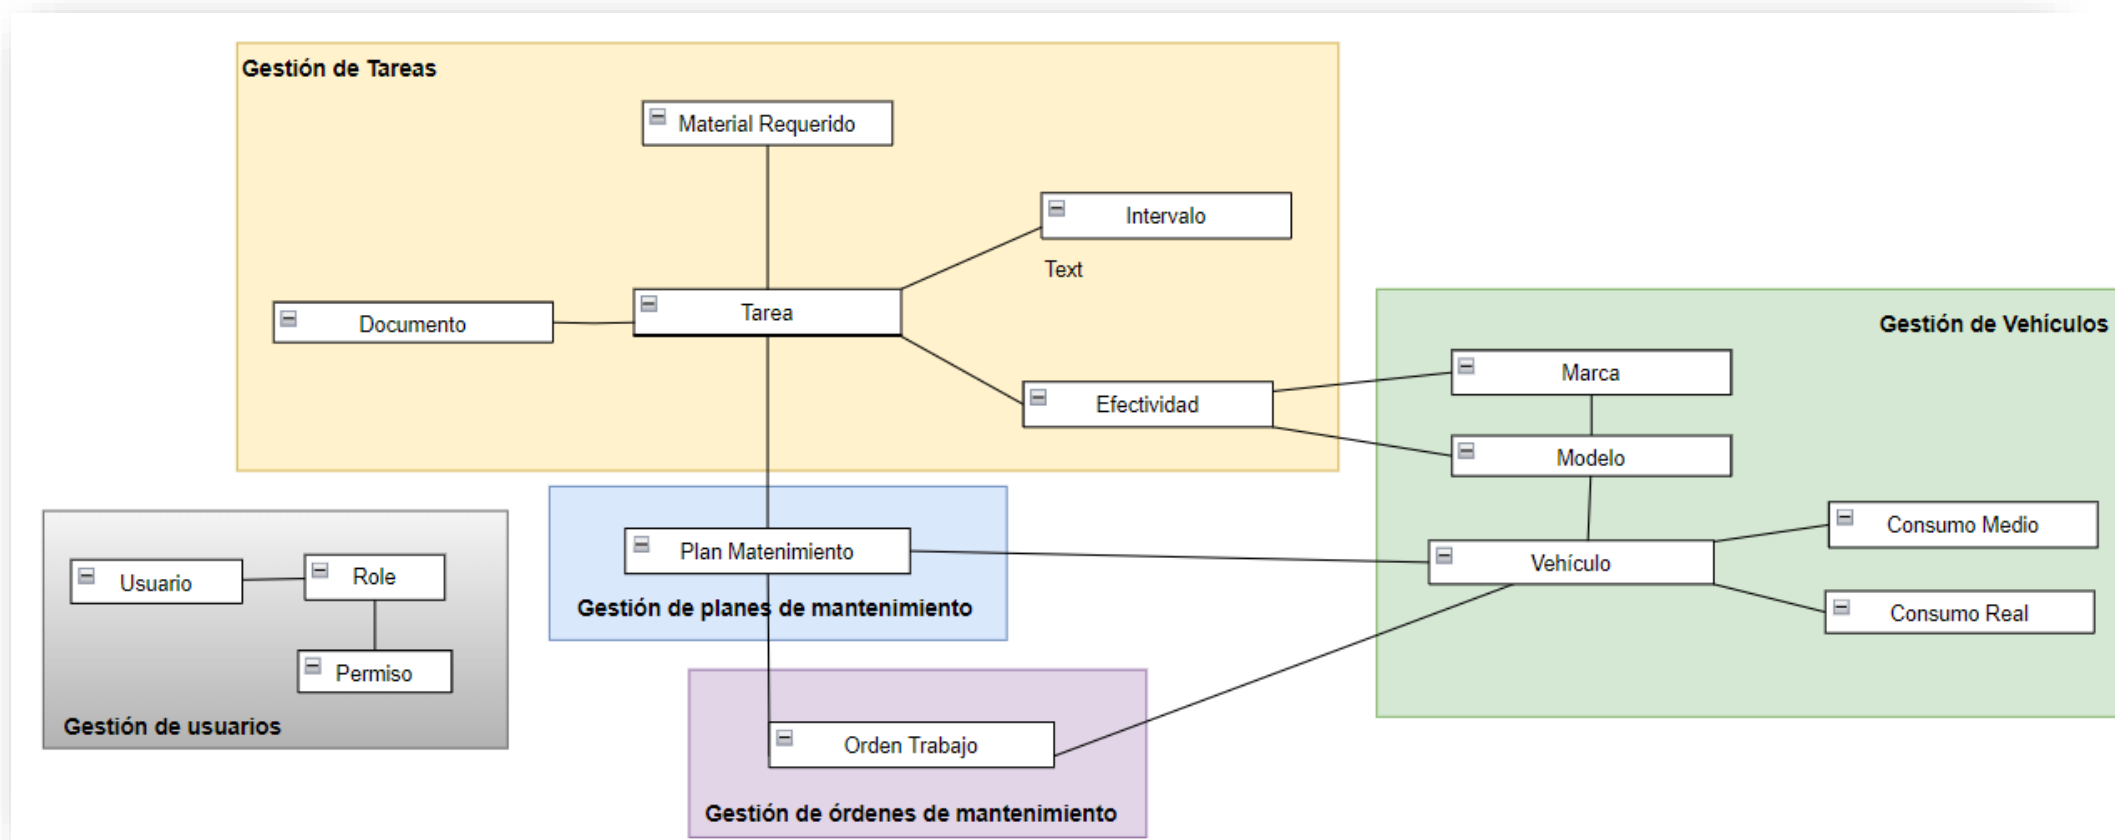 Gestión de Tareas
Material Requerido
Intervalo
Text
Tarea
Documento
Efectividad
Gestión de Vehículos
Marca
Modelo
Consumo Medio
Vehículo
Consumo Real
Plan Matenimiento
Gestión de planes de mantenimiento
Usuario
Role
Permiso
Gestión de usuarios
Orden Trabajo
Gestión de órdenes de mantenimiento